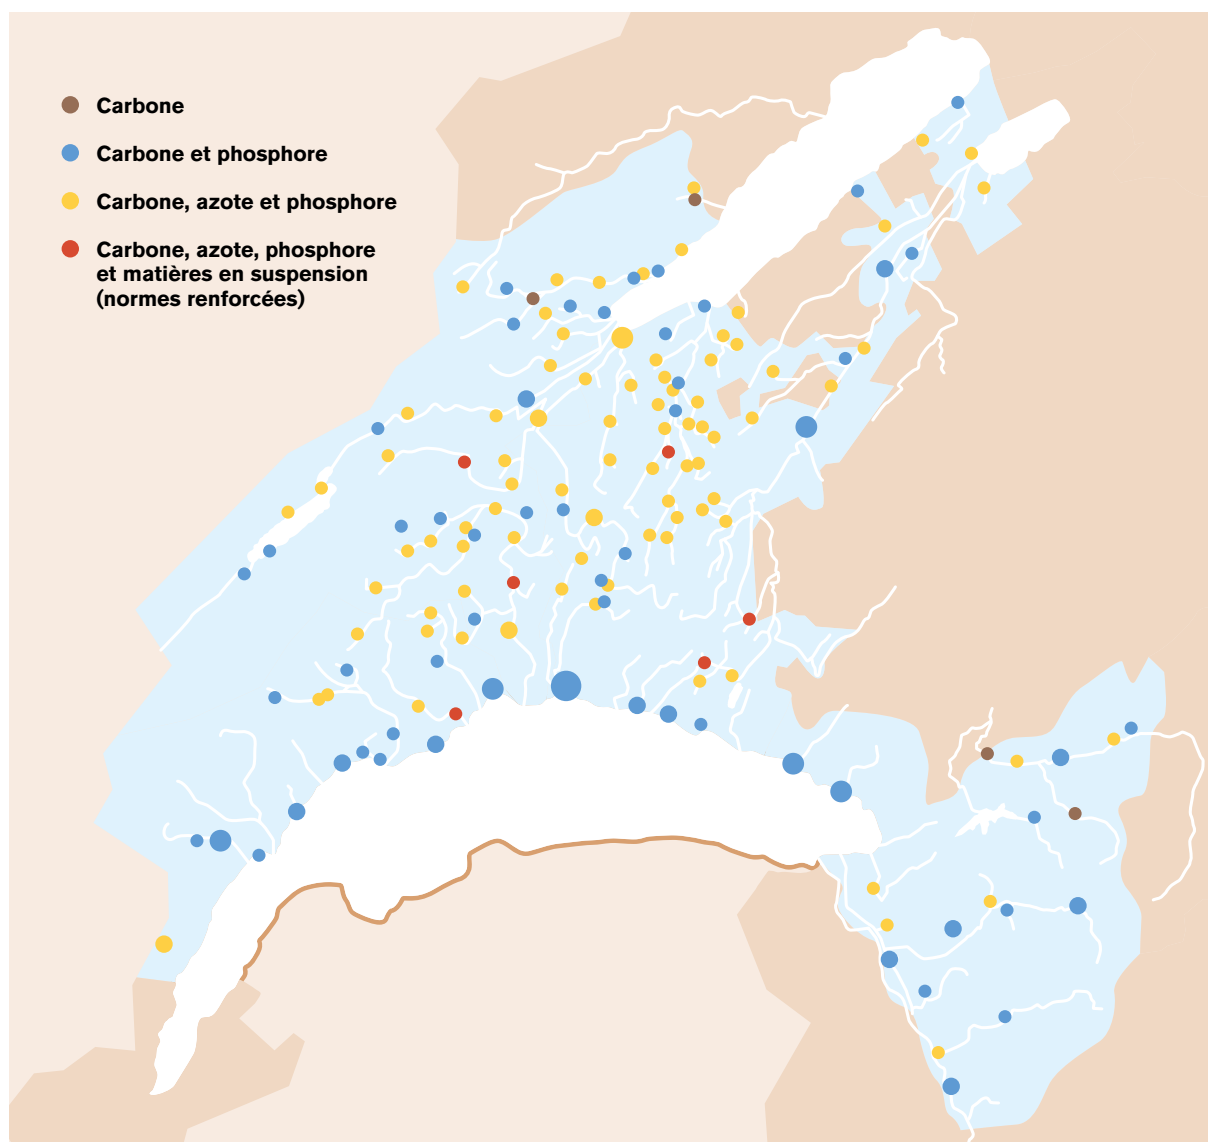 Carbone
Carbone et phosphore
Carbone, azote et phosphore
Carbone, azote, phosphore
et matières en suspension
(normes renforcées)